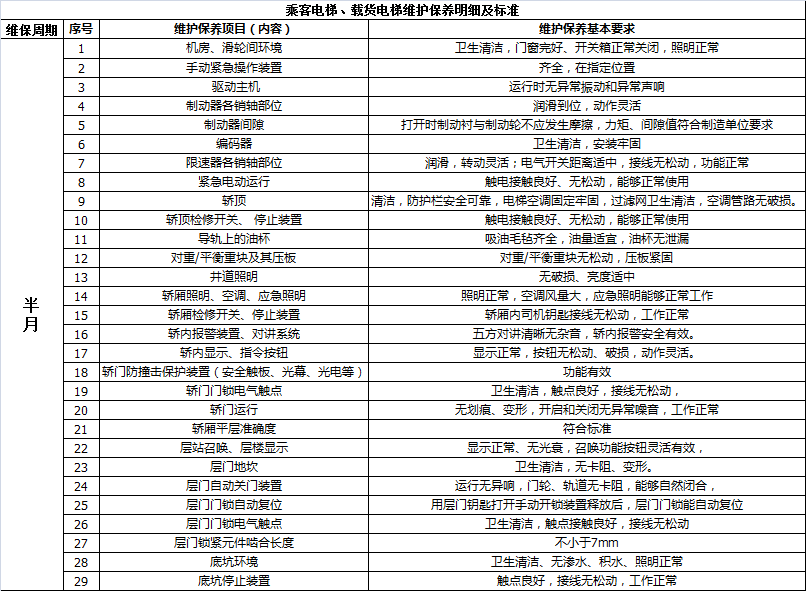 乘客电梯、载货电梯维护保养明细及标准
维保周期 序号 维护保养项目（内容） 维护保养基本要求
半月
1 机房、滑轮间环境 卫生清洁，门窗完好、开关箱正常关闭，照明正常
2 手动紧急操作装置 齐全，在指定位置
3 驱动主机 运行时无异常振动和异常声响
4 制动器各销轴部位 润滑到位，动作灵活
5 制动器间隙 打开时制动衬与制动轮不应发生摩擦，力矩、间隙值符合制造单位要求
6 编码器 卫生清洁，安装牢固
7 限速器各销轴部位 润滑，转动灵活；电气开关距离适中，接线无松动，功能正常
8 紧急电动运行 触电接触良好、无松动，能够正常使用
9 轿顶 清洁，防护栏安全可靠，电梯空调固定牢固，过滤网卫生清洁，空调管路无破损。
10 轿顶检修开关、 停止装置 触电接触良好、无松动，能够正常使用
11 导轨上的油杯 吸油毛毡齐全，油量适宜，油杯无泄漏
12 对重/平衡重块及其压板 对重/平衡重块无松动，压板紧固
13 井道照明 无破损、亮度适中
14 轿厢照明、空调、应急照明 照明正常，空调风量大，应急照明能够正常工作
15 轿厢检修开关、停止装置 轿厢内司机钥匙接线无松动，工作正常
16 轿内报警装置、对讲系统 五方对讲清晰无杂音，轿内报警安全有效。
17 轿内显示、指令按钮 显示正常，按钮无松动、破损，动作灵活。
18 轿门防撞击保护装置（安全触板、光幕、光电等） 功能有效
19 轿门门锁电气触点 卫生清洁，触点良好，接线无松动，
20 轿门运行 无划痕、变形，开启和关闭无异常噪音，工作正常
21 轿厢平层准确度 符合标准
22 层站召唤、层楼显示 显示正常、无光衰，召唤功能按钮灵活有效，
23 层门地坎 卫生清洁，无卡阻、变形。
24 层门自动关门装置 运行无异响，门轮、轨道无卡阻，能够自然闭合，
25 层门门锁自动复位 用层门钥匙打开手动开锁装置释放后，层门门锁能自动复位
26 层门门锁电气触点 卫生清洁，触点接触良好，接线无松动
27 层门锁紧元件啮合长度 不小于7mm
28 底坑环境 卫生清洁、无渗水、积水、照明正常
29 底坑停止装置 触点良好，接线无松动，工作正常